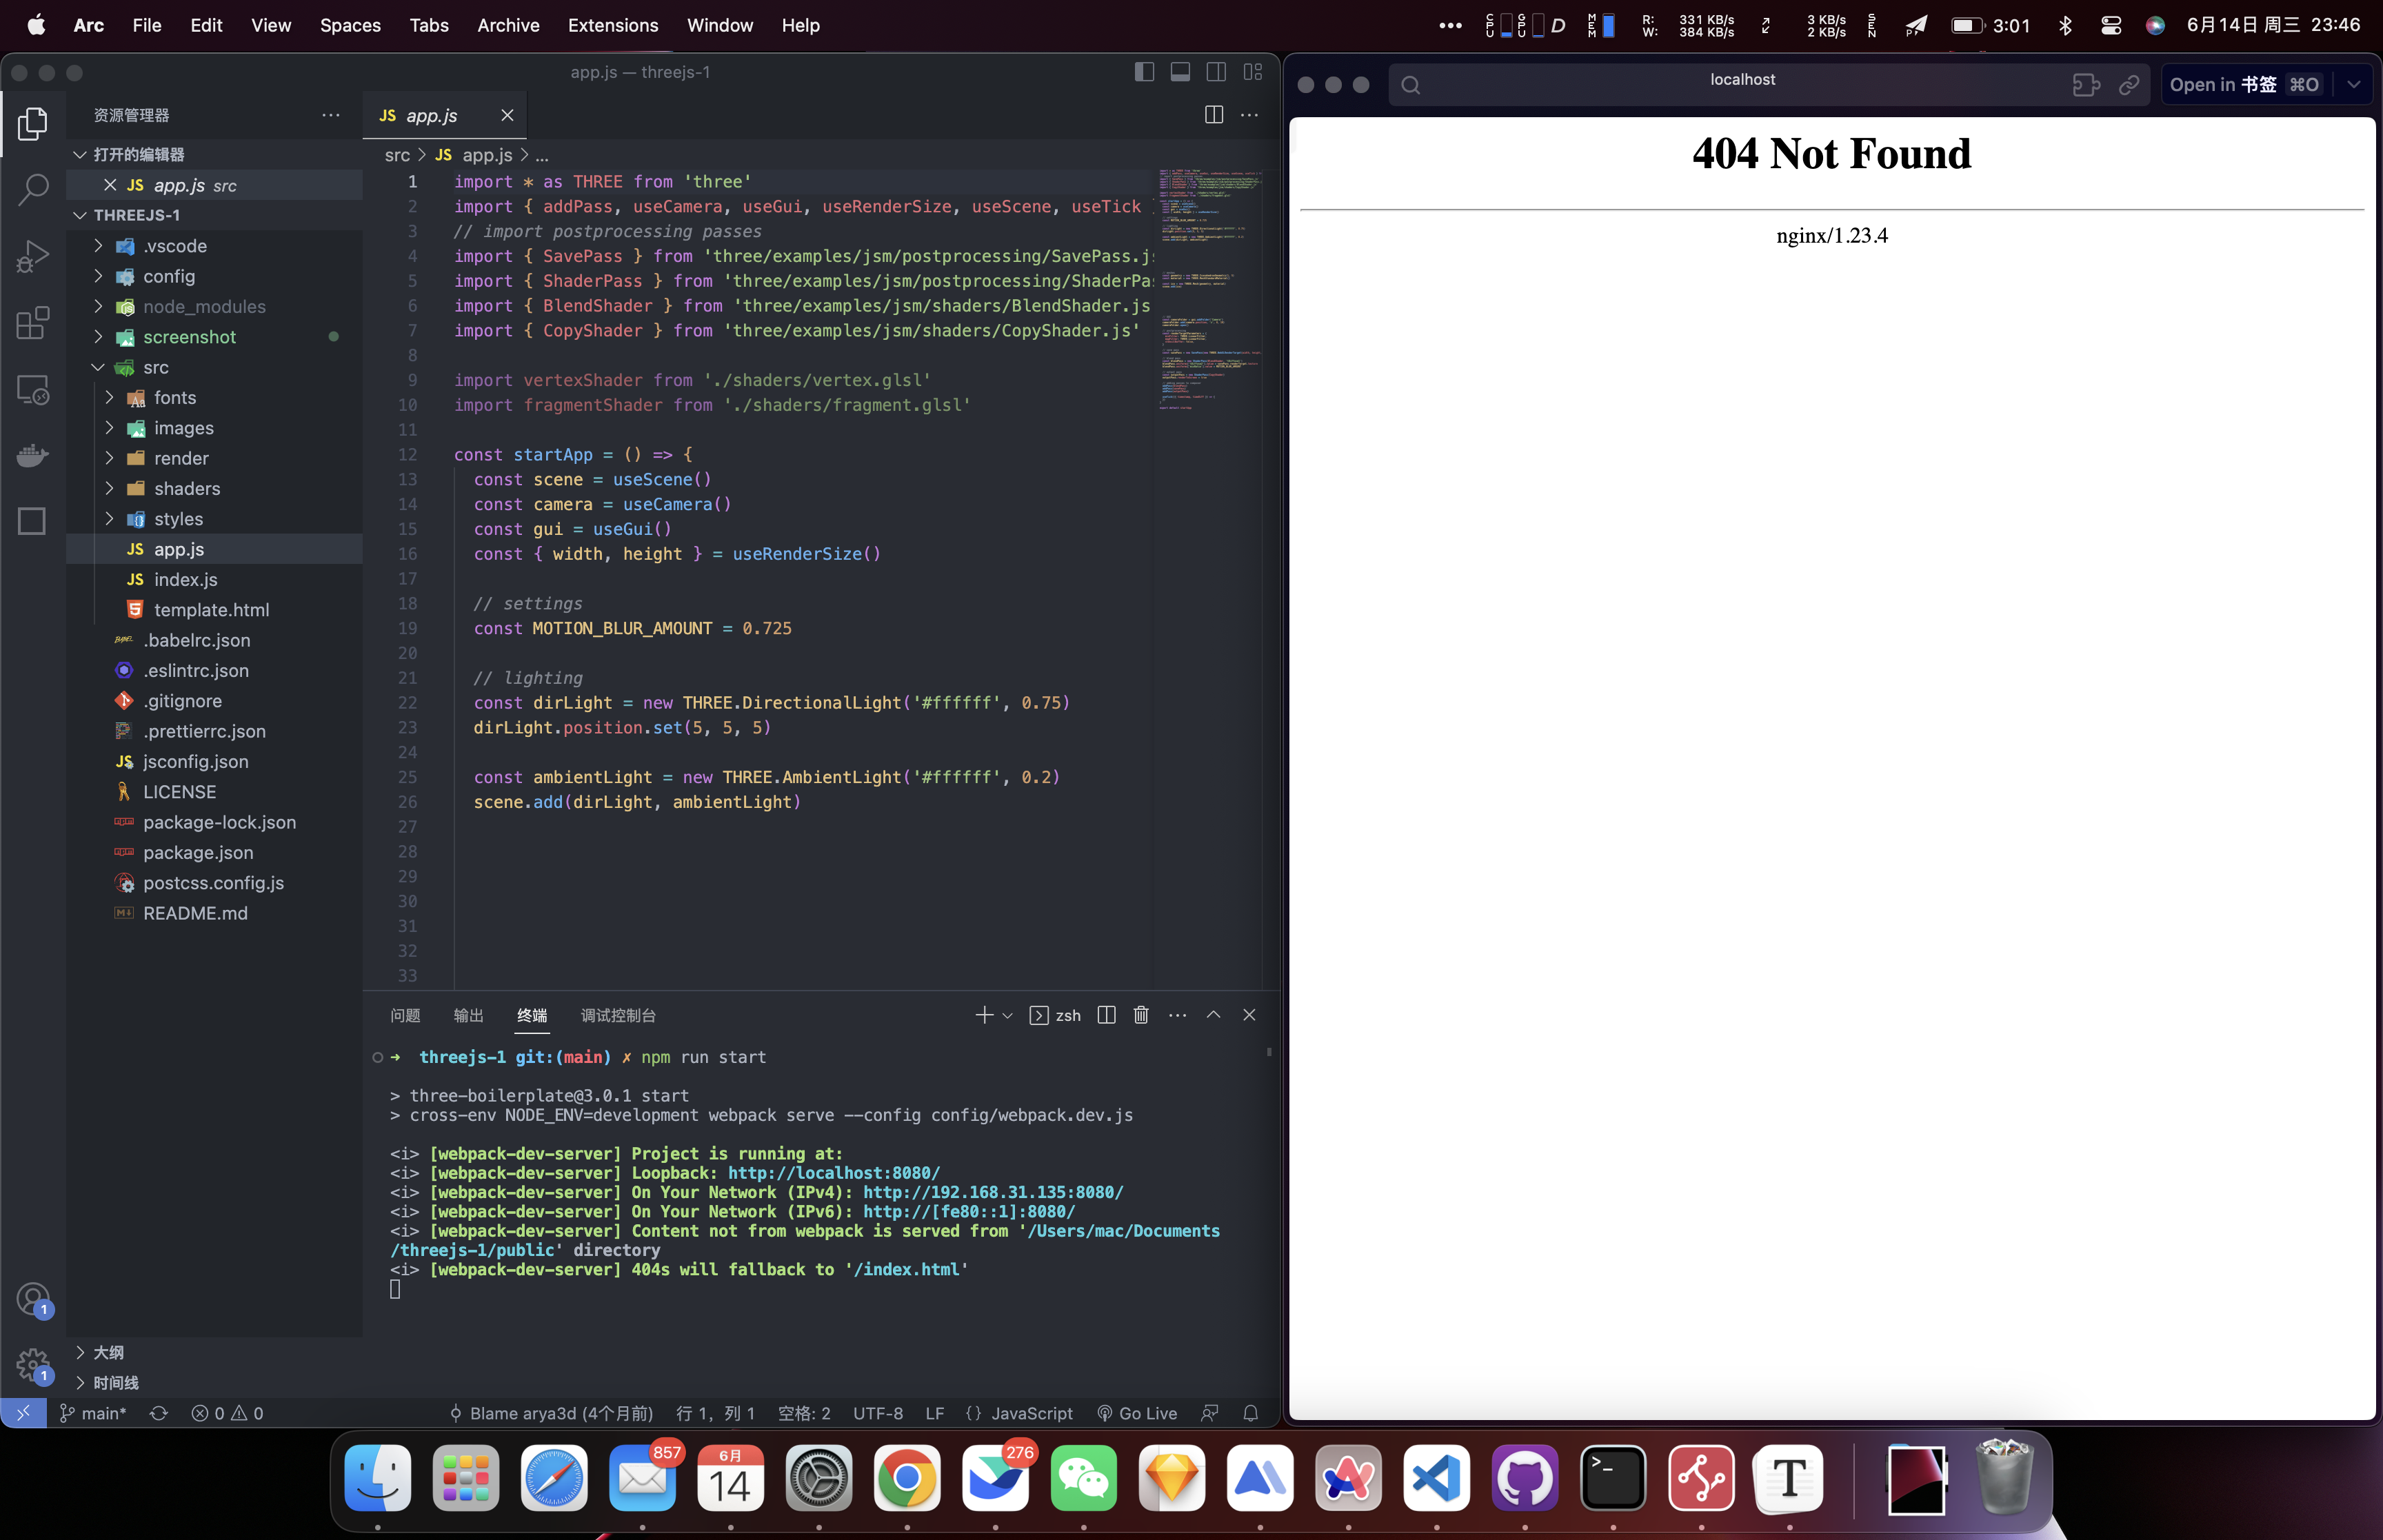 Arc File Edit View Spaces Tabs Archive Extensions Window Help
CPU GPU D MEM R: 331 KB/s W: 384 KB/s 3 KB/s 2 KB/s SEN 3:01 6月14日 周三 23:46
app.js — threejs-1
资源管理器
打开的编辑器
JS app.js src
THREEJS-1
.vscode
config
node_modules
screenshot
src
fonts
images
render
shaders
styles
JS app.js
JS index.js
template.html
.babelrc.json
.eslintrc.json
.gitignore
.prettierrc.json
jsconfig.json
LICENSE
package-lock.json
package.json
postcss.config.js
README.md
大纲
时间线
JS app.js
src > JS app.js > ...
1 import * as THREE from 'three'
2 import { addPass, useCamera, useGui, useRenderSize, useScene, useTick
3 // import postprocessing passes
4 import { SavePass } from 'three/examples/jsm/postprocessing/SavePass.js
5 import { ShaderPass } from 'three/examples/jsm/postprocessing/ShaderPas
6 import { BlendShader } from 'three/examples/jsm/shaders/BlendShader.js
7 import { CopyShader } from 'three/examples/jsm/shaders/CopyShader.js'
8
9 import vertexShader from './shaders/vertex.glsl'
10 import fragmentShader from './shaders/fragment.glsl'
11
12 const startApp = () => {
13 const scene = useScene()
14 const camera = useCamera()
15 const gui = useGui()
16 const { width, height } = useRenderSize()
17
18 // settings
19 const MOTION_BLUR_AMOUNT = 0.725
20
21 // lighting
22 const dirLight = new THREE.DirectionalLight('#ffffff', 0.75)
23 dirLight.position.set(5, 5, 5)
24
25 const ambientLight = new THREE.AmbientLight('#ffffff', 0.2)
26 scene.add(dirLight, ambientLight)
27
28
29
30
31
32
33
问题 输出 终端 调试控制台 zsh
➜ threejs-1 git:(main) ✗ npm run start
> three-boilerplate@3.0.1 start
> cross-env NODE_ENV=development webpack serve --config config/webpack.dev.js
<i> [webpack-dev-server] Project is running at:
<i> [webpack-dev-server] Loopback: http://localhost:8080/
<i> [webpack-dev-server] On Your Network (IPv4): http://192.168.31.135:8080/
<i> [webpack-dev-server] On Your Network (IPv6): http://[fe80::1]:8080/
<i> [webpack-dev-server] Content not from webpack is served from '/Users/mac/Documents
/threejs-1/public' directory
<i> [webpack-dev-server] 404s will fallback to '/index.html'
1
1
main* 0 0 Blame arya3d (4个月前) 行 1，列 1 空格: 2 UTF-8 LF {} JavaScript Go Live
localhost
Open in 书签 ⌘O
404 Not Found
nginx/1.23.4
857
6月
14
276
>_
T